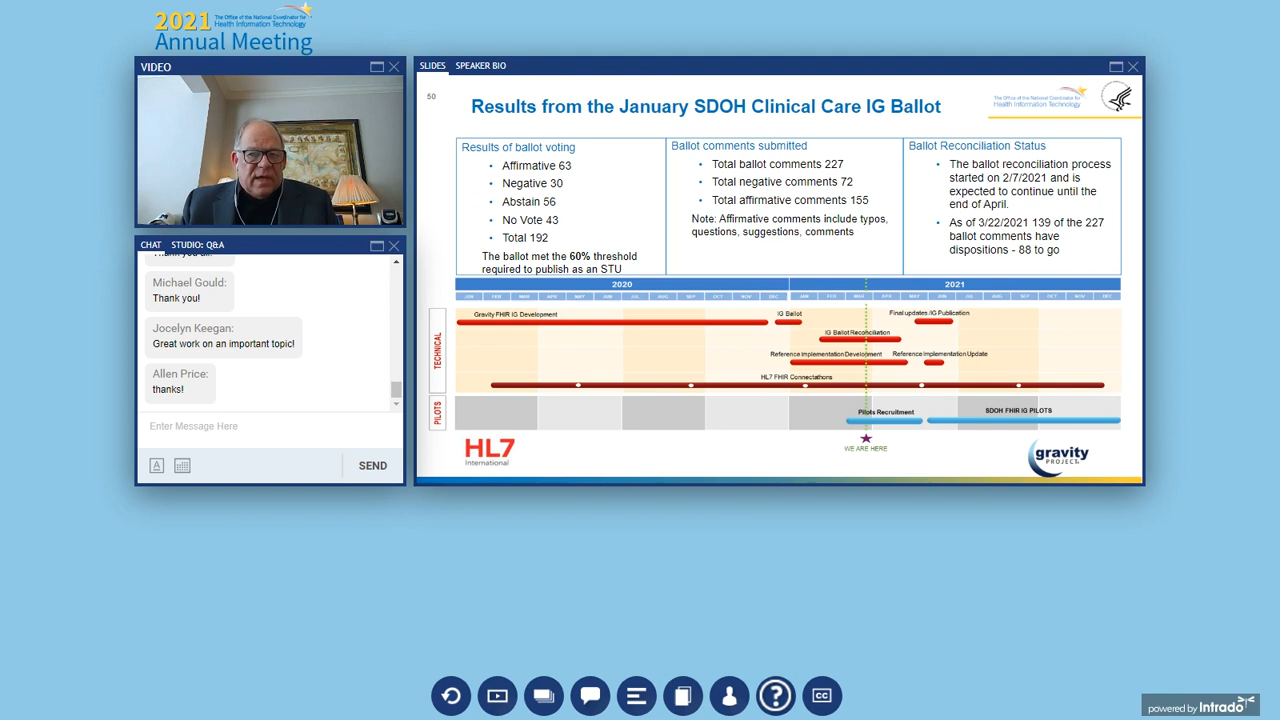 2021 The Office of the National Coordinator for
Health Information Technology
Annual Meeting
VIDEO
CHAT STUDIO: Q&A
Michael Gould:
Thank you!
Jocelyn Keegan:
Great work on an important topic!
Allen Price:
thanks!
Enter Message Here
A
SEND
SLIDES SPEAKER BIO
50
Results from the January SDOH Clinical Care IG Ballot
The Office of the National Coordinator for
Health Information Technology
Results of ballot voting
• Affirmative 63
• Negative 30
• Abstain 56
• No Vote 43
• Total 192
The ballot met the 60% threshold
required to publish as an STU
Ballot comments submitted
• Total ballot comments 227
• Total negative comments 72
• Total affirmative comments 155
Note: Affirmative comments include typos,
questions, suggestions, comments
Ballot Reconciliation Status
• The ballot reconciliation process
started on 2/7/2021 and is
expected to continue until the
end of April.
• As of 3/22/2021 139 of the 227
ballot comments have
dispositions - 88 to go
2020 2021
JAN FEB MAR APR MAY JUN JUL AUG SEP OCT NOV DEC JAN FEB MAR APR MAY JUN JUL AUG SEP OCT NOV DEC
TECHNICAL
Gravity FHIR IG Development IG Ballot Final updates /IG Publication
IG Ballot Reconciliation
Reference Implementation Development Reference Implementation Update
HL7 FHIR Connectathons
PILOTS
Pilots Recruitment SDOH FHIR IG PILOTS
WE ARE HERE
HL7
International
gravity
PROJECT
?
CC
powered by Intrado